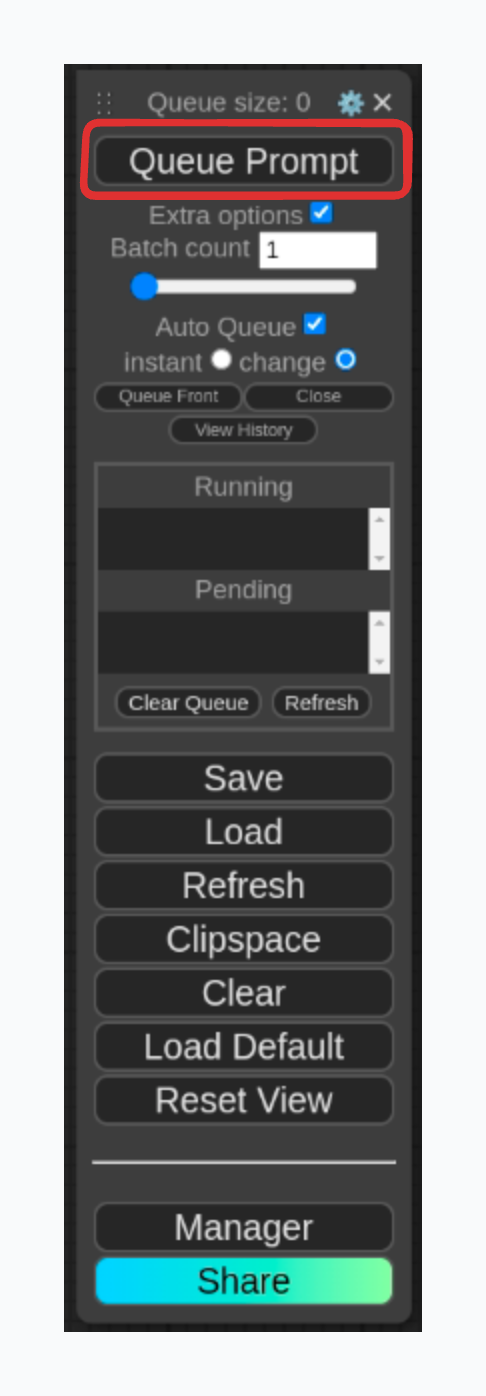 Queue size: 0
Queue Prompt
Extra options
Batch count 1
Auto Queue
instant change
Queue Front Close
View History
Running
Pending
Clear Queue Refresh
Save
Load
Refresh
Clipspace
Clear
Load Default
Reset View
Manager
Share